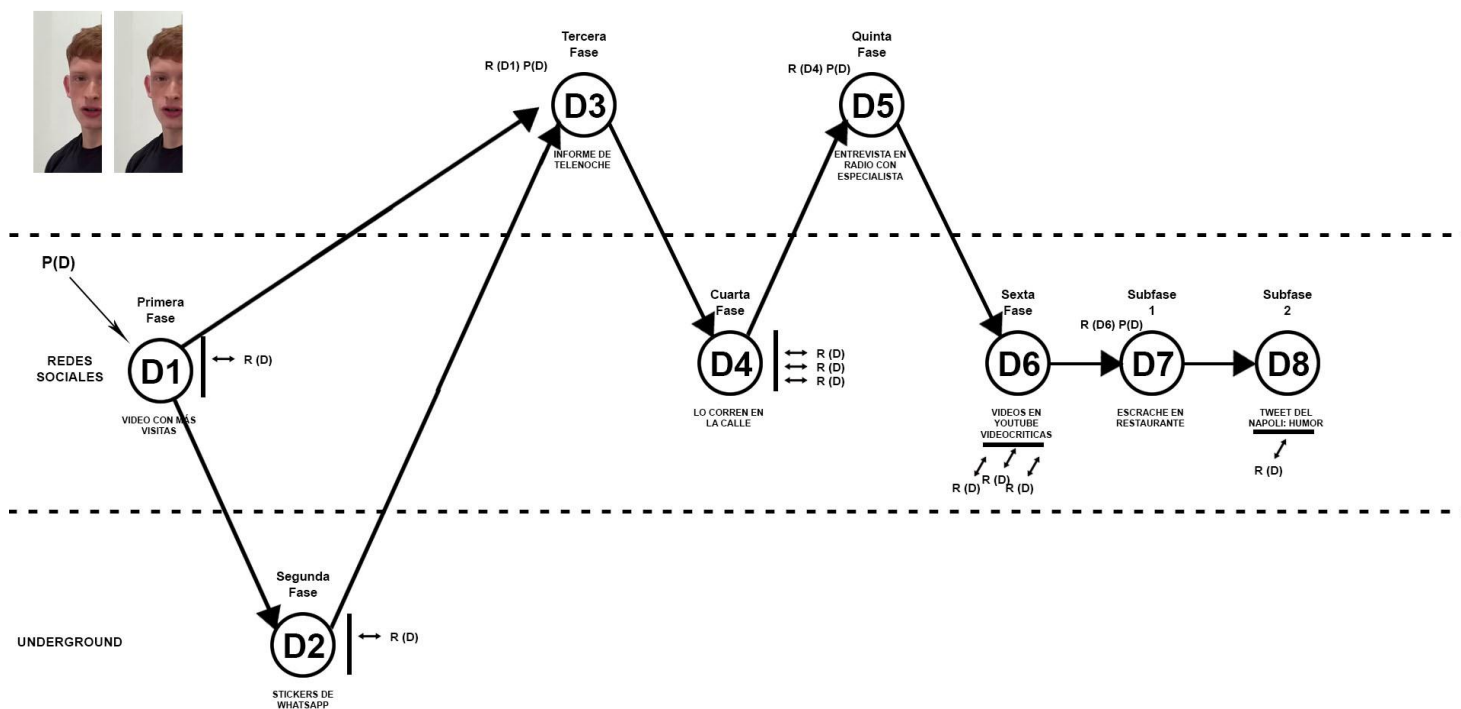 Tercera
Fase
R (D1) P(D)
D3
INFORME DE
TELENOCHE
Quinta
Fase
R (D4) P(D)
D5
ENTREVISTA EN
RADIO CON
ESPECIALISTA
P(D)
REDES
SOCIALES
Primera
Fase
D1
R (D)
VIDEO CON MÁS
VISITAS
Cuarta
Fase
D4
R (D)
R (D)
R (D)
LO CORREN EN
LA CALLE
Sexta
Fase
D6
VIDEOS EN
YOUTUBE
VIDEOCRITICAS
R (D)
R (D)
R (D)
Subfase
1
R (D6) P(D)
D7
ESCRACHE EN
RESTAURANTE
Subfase
2
D8
TWEET DEL
NAPOLI: HUMOR
R (D)
UNDERGROUND
Segunda
Fase
D2
R (D)
STICKERS DE
WHATSAPP